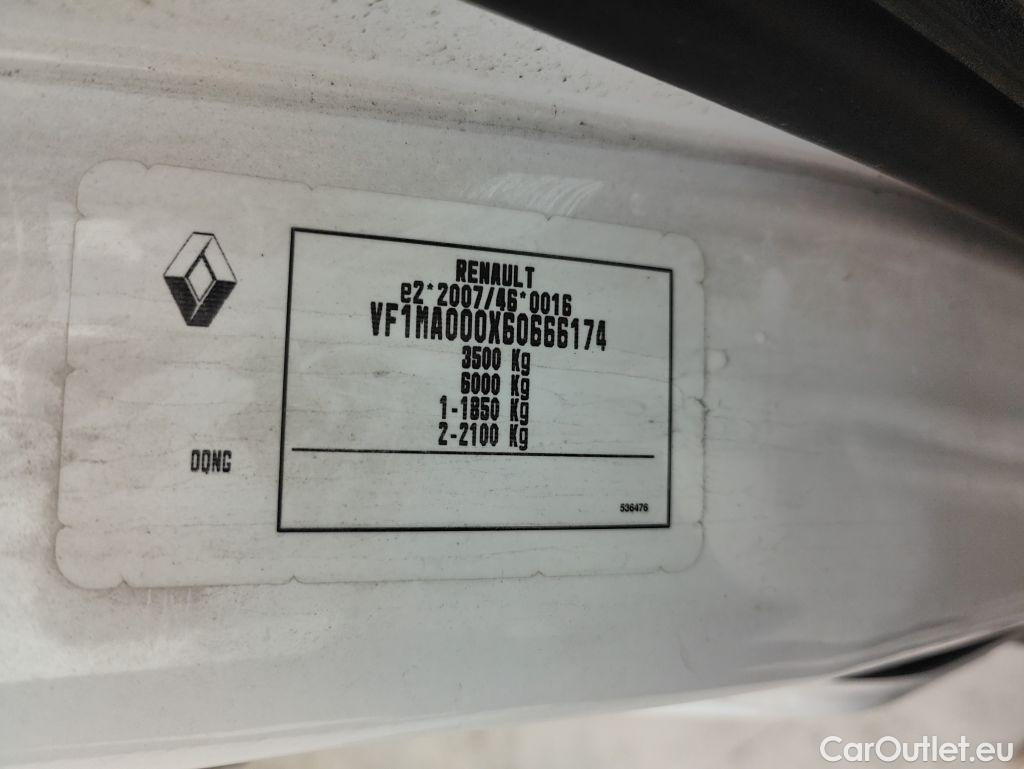 RENAULT
e2*2007/46*0016
VF1MA000X60666174
3500 Kg
6000 Kg
1-1850 Kg
2-2100 Kg
DQNG
536476
CarOutlet.eu